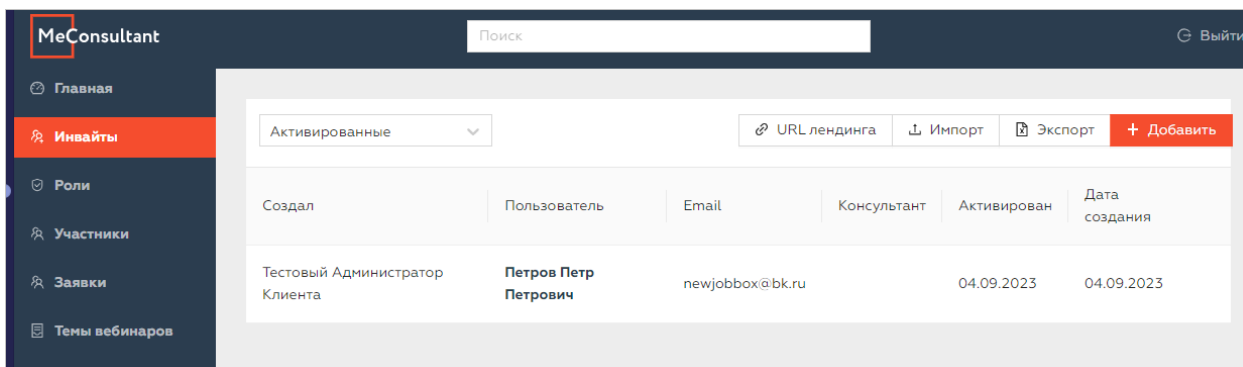 MeConsultant
Поиск
Выйти
Главная
Инвайты
Роли
Участники
Заявки
Темы вебинаров
Активированные
URL лендинга
Импорт
Экспорт
+ Добавить
Создал
Пользователь
Email
Консультант
Активирован
Дата
создания
Тестовый Администратор
Клиента
Петров Петр
Петрович
newjobbox@bk.ru
04.09.2023
04.09.2023